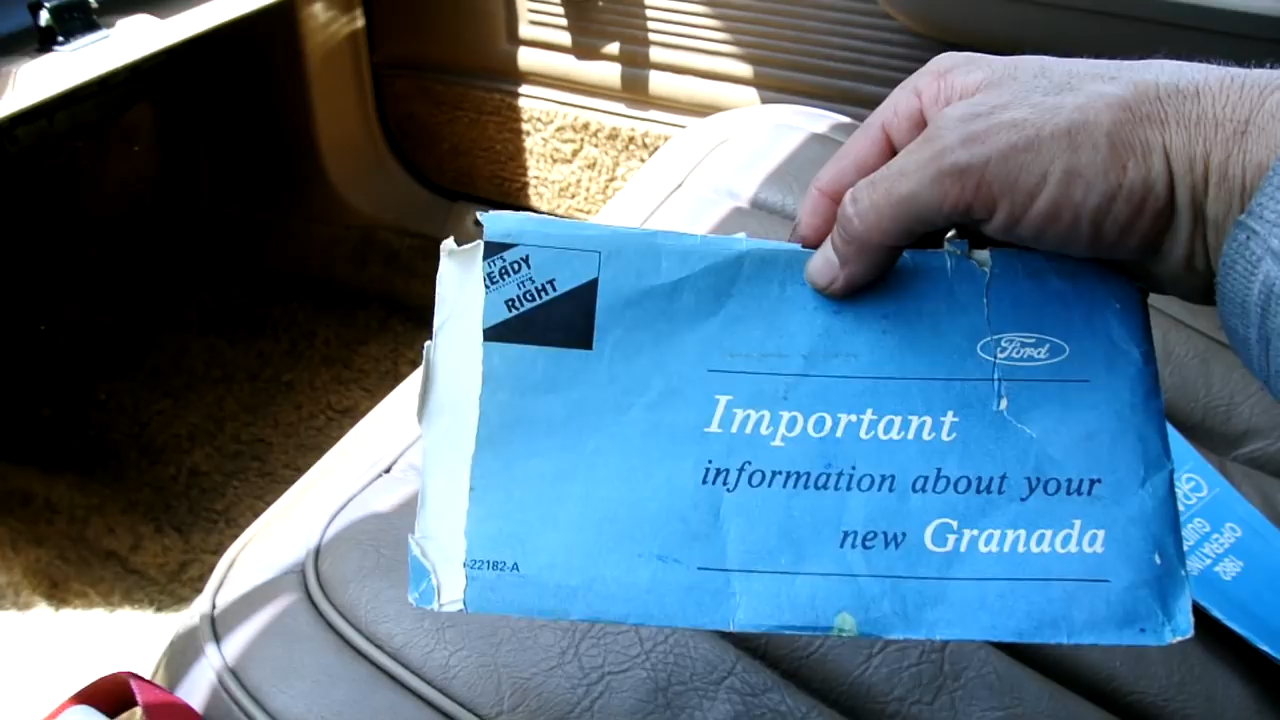 IT'S
READY
IT'S
RIGHT
Ford
Important
information about your
new Granada
-22182-A
OPERATING
GUIDE
1982